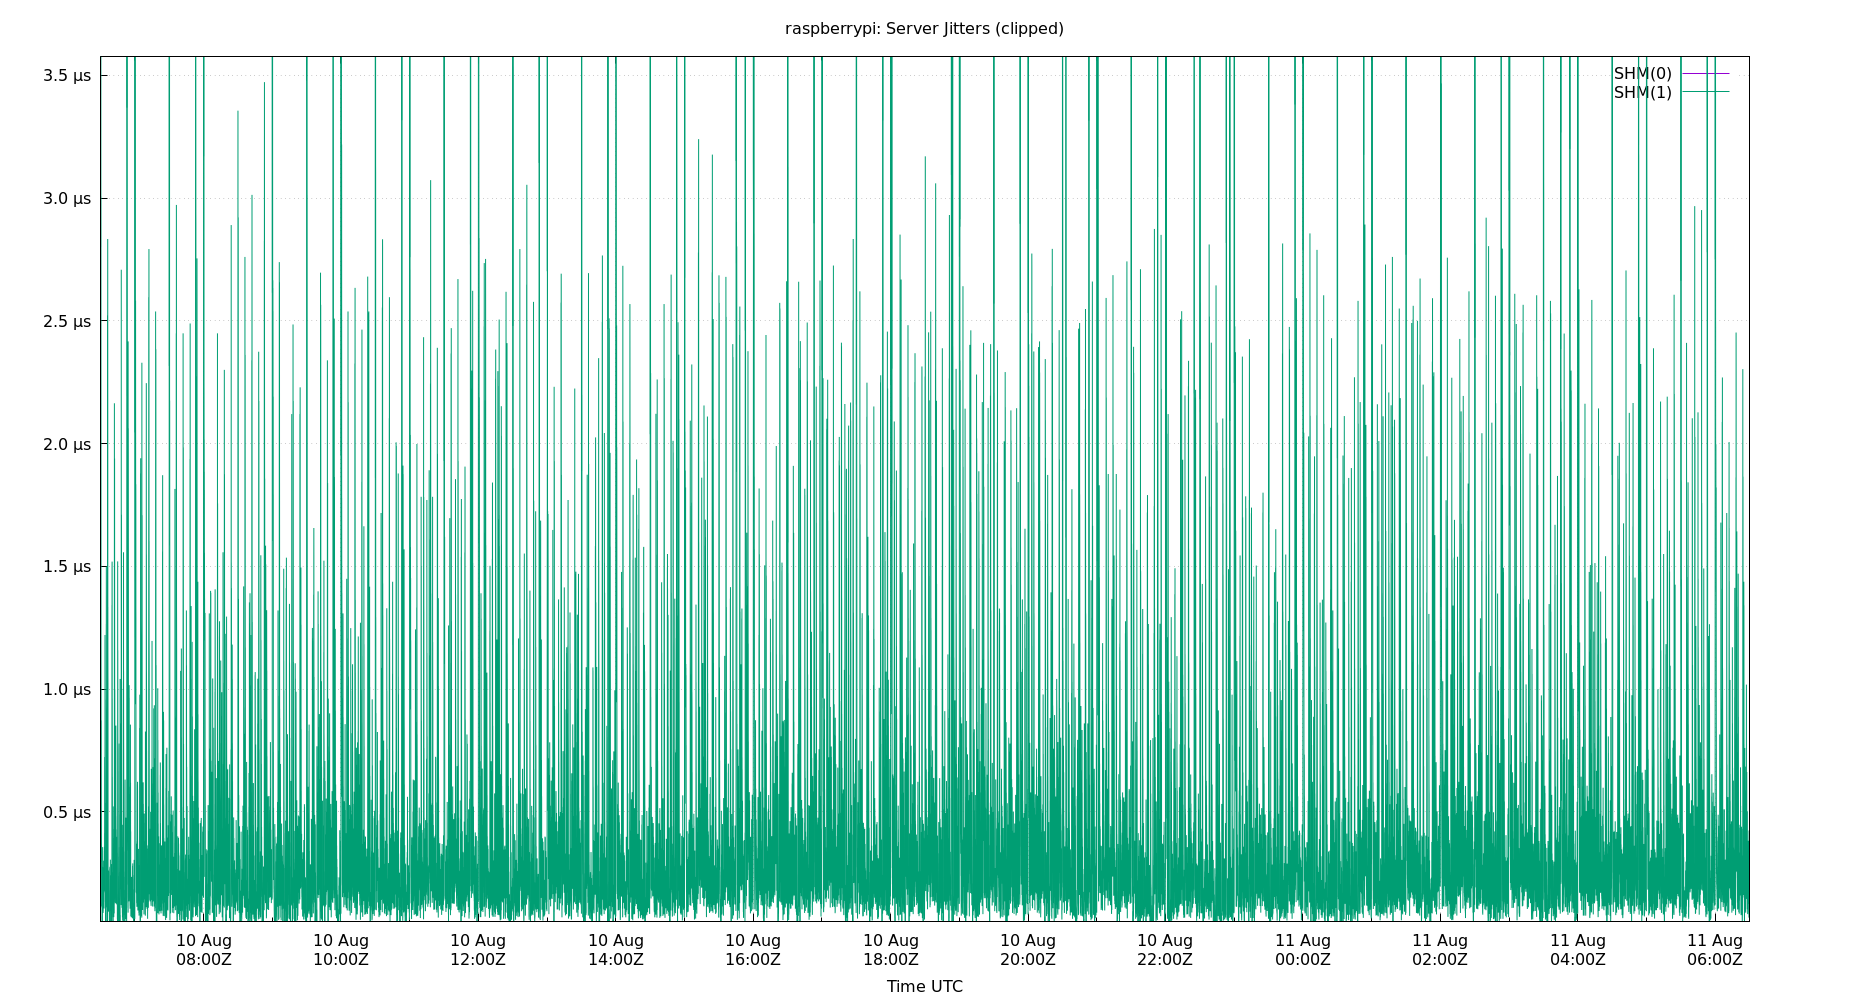 raspberrypi: Server Jitters (clipped)
3.5 µs
3.0 µs
2.5 µs
2.0 µs
1.5 µs
1.0 µs
0.5 µs
SHM(0)
SHM(1)
10 Aug 10 Aug 10 Aug 10 Aug 10 Aug 10 Aug 10 Aug 10 Aug 11 Aug 11 Aug 11 Aug 11 Aug
08:00Z 10:00Z 12:00Z 14:00Z 16:00Z 18:00Z 20:00Z 22:00Z 00:00Z 02:00Z 04:00Z 06:00Z
Time UTC